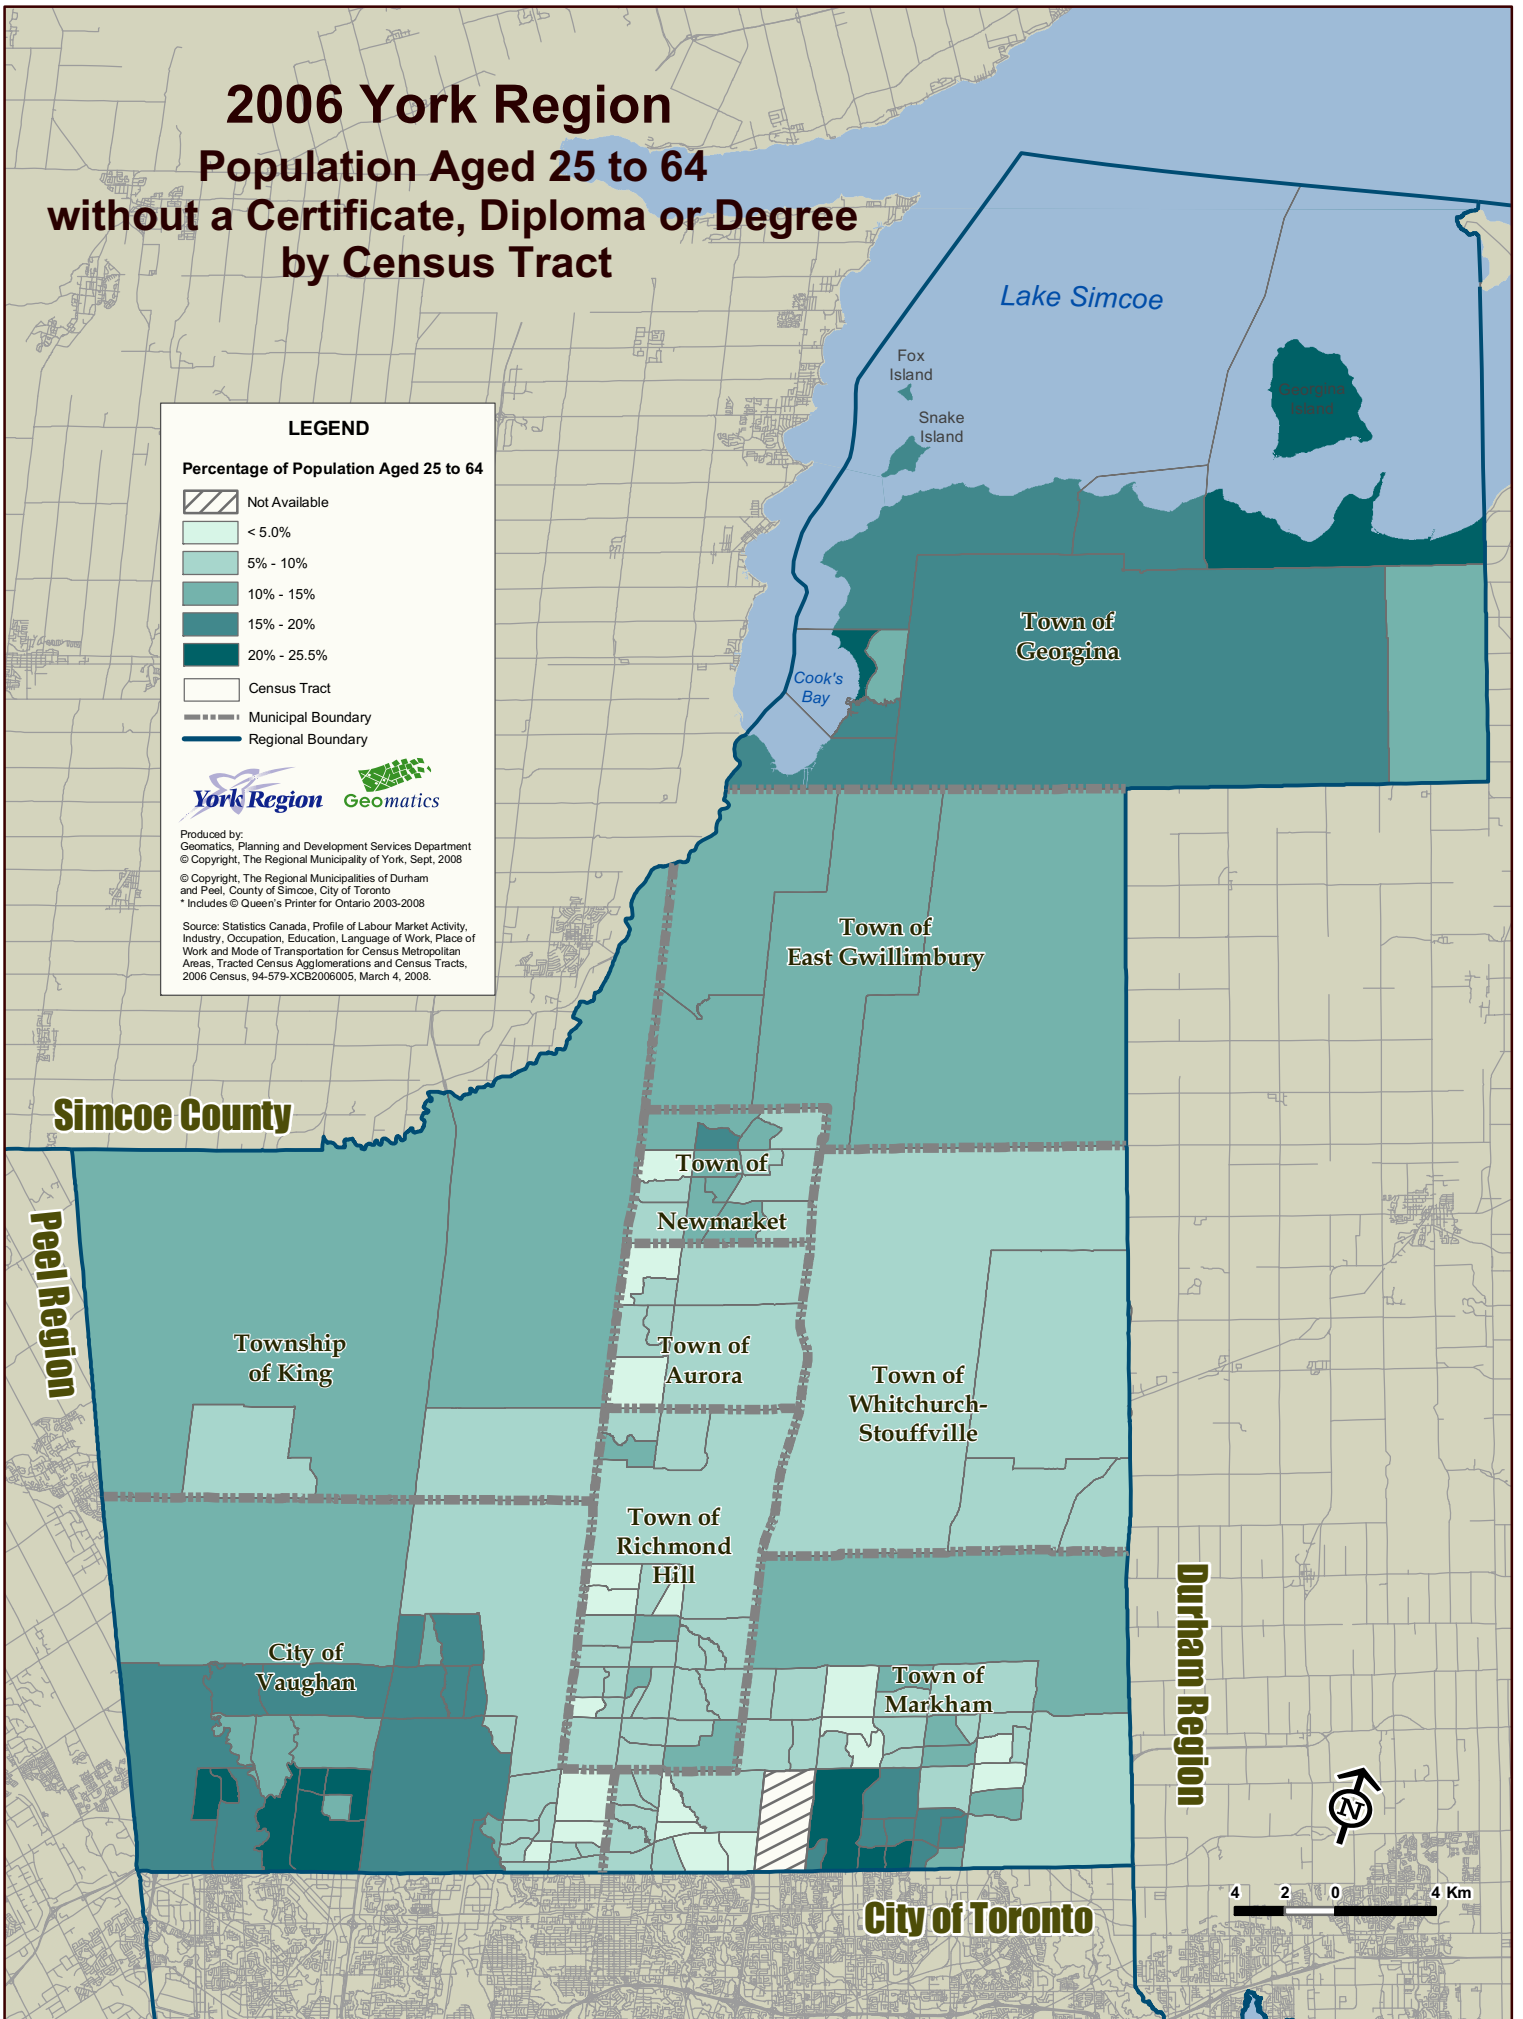 2006 York Region
Population Aged 25 to 64
without a Certificate, Diploma or Degree
by Census Tract
Lake Simcoe
Fox
Island
Snake
Island
Georgina
Island
LEGEND
Percentage of Population Aged 25 to 64
Not Available
< 5.0%
5% - 10%
10% - 15%
15% - 20%
20% - 25.5%
Census Tract
Municipal Boundary
Regional Boundary
York Region
Geomatics
Produced by:
Geomatics, Planning and Development Services Department
© Copyright, The Regional Municipality of York, Sept, 2008
© Copyright, The Regional Municipalities of Durham
and Peel, County of Simcoe, City of Toronto
* Includes © Queen's Printer for Ontario 2003-2008
Source: Statistics Canada, Profile of Labour Market Activity,
Industry, Occupation, Education, Language of Work, Place of
Work and Mode of Transportation for Census Metropolitan
Areas, Tracted Census Agglomerations and Census Tracts,
2006 Census, 94-579-XCB2006005, March 4, 2008.
Town of
Georgina
Cook's
Bay
Town of
East Gwillimbury
Simcoe County
Peel Region
Town of
Newmarket
Township
of King
Town of
Aurora
Town of
Whitchurch-
Stouffville
Town of
Richmond
Hill
City of
Vaughan
Town of
Markham
Durham Region
N
4 2 0 4 Km
City of Toronto